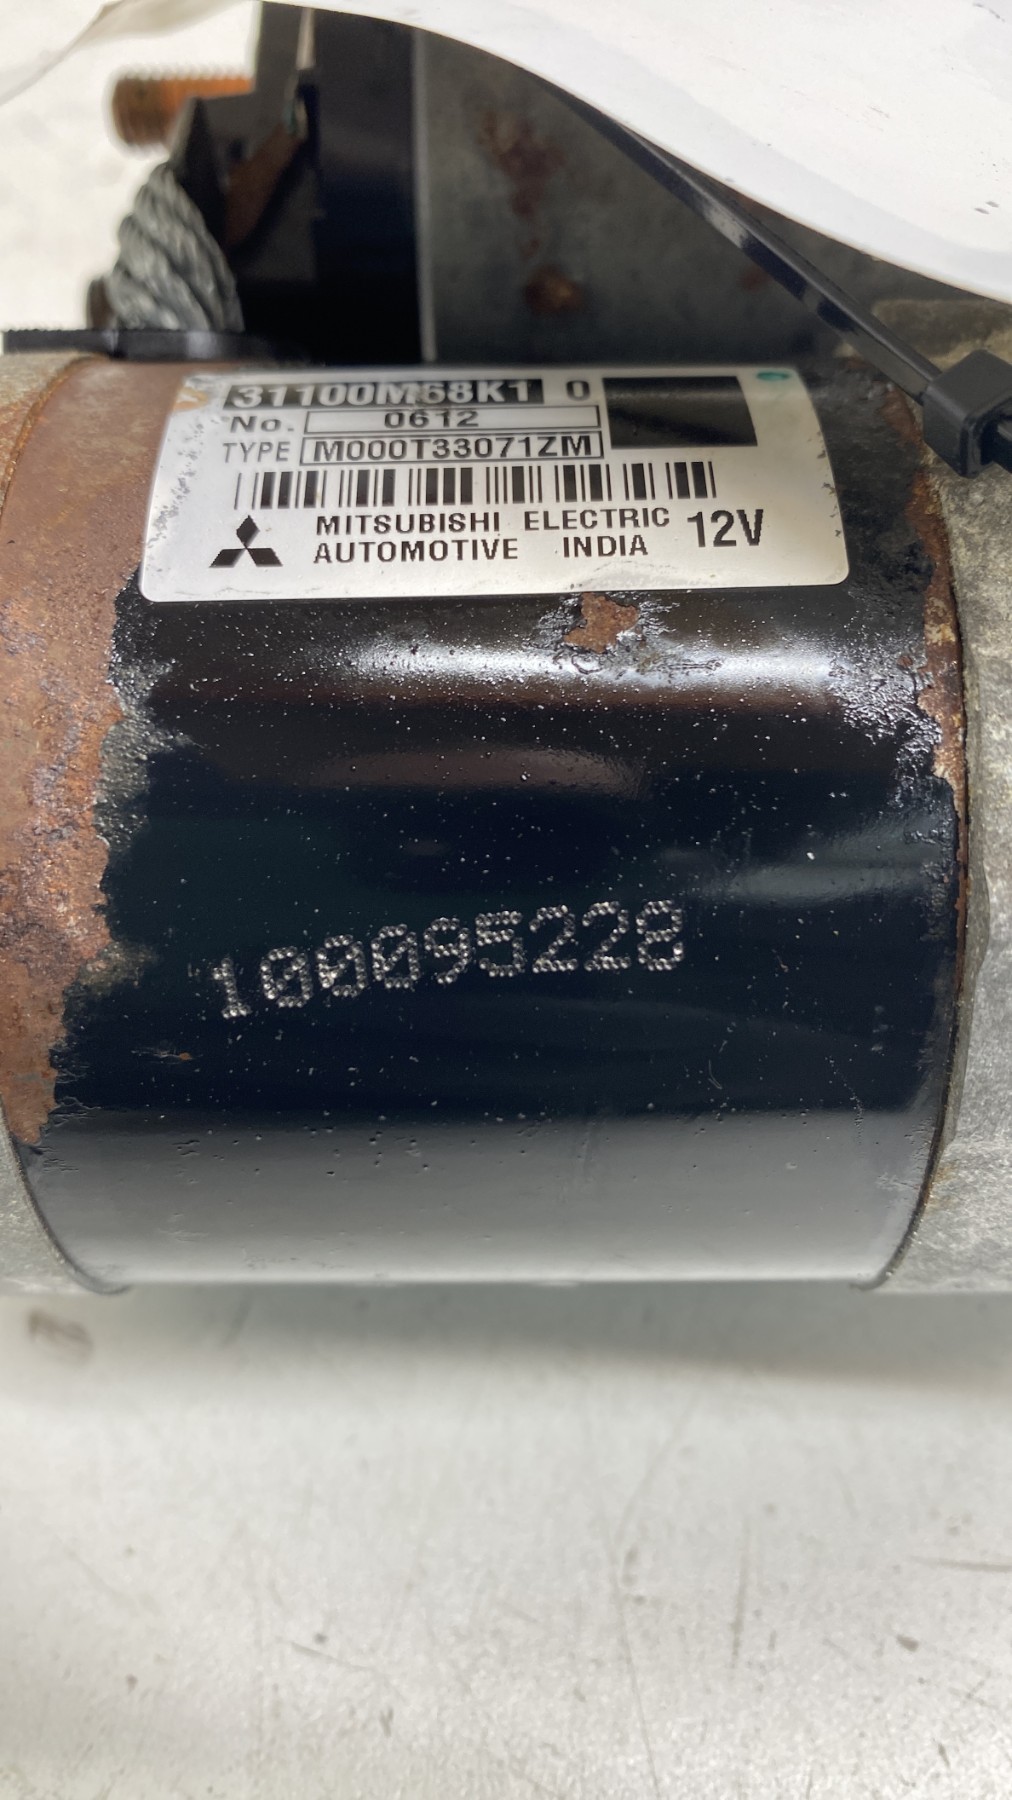 31100M68K1 0
No. 0612
TYPE M000T33071ZM
MITSUBISHI ELECTRIC
AUTOMOTIVE INDIA 12V
100095228